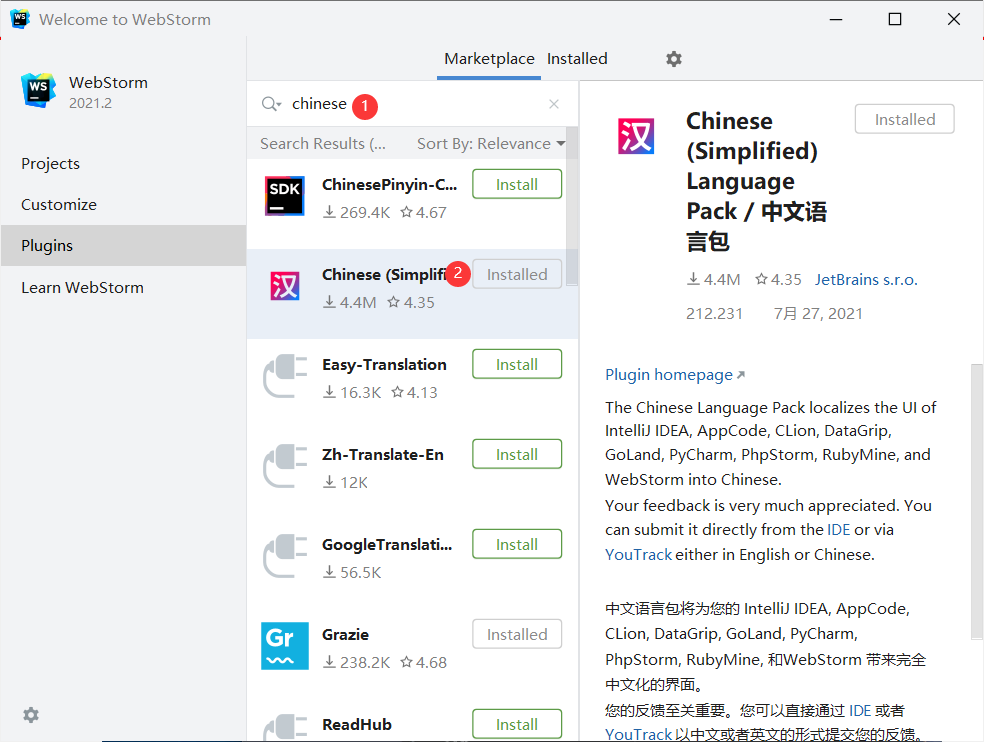 WS Welcome to WebStorm
WS WebStorm
2021.2
Projects
Customize
Plugins
Learn WebStorm
Marketplace Installed
chinese 1
Search Results (... Sort By: Relevance
SDK ChinesePinyin-C... Install
269.4K 4.67
汉 Chinese (Simplifi 2 Installed
4.4M 4.35
Easy-Translation Install
16.3K 4.13
Zh-Translate-En Install
12K
GoogleTranslati... Install
56.5K
Gr Grazie Installed
238.2K 4.68
ReadHub Install
汉 Chinese Installed
(Simplified)
Language
Pack / 中文语
言包
4.4M 4.35 JetBrains s.r.o.
212.231 7月 27, 2021
Plugin homepage
The Chinese Language Pack localizes the UI of
IntelliJ IDEA, AppCode, CLion, DataGrip,
GoLand, PyCharm, PhpStorm, RubyMine, and
WebStorm into Chinese.
Your feedback is very much appreciated. You
can submit it directly from the IDE or via
YouTrack either in English or Chinese.
中文语言包将为您的 IntelliJ IDEA, AppCode,
CLion, DataGrip, GoLand, PyCharm,
PhpStorm, RubyMine, 和WebStorm 带来完全
中文化的界面。
您的反馈至关重要。您可以直接通过 IDE 或者
YouTrack 以中文或者英文的形式提交您的反馈。